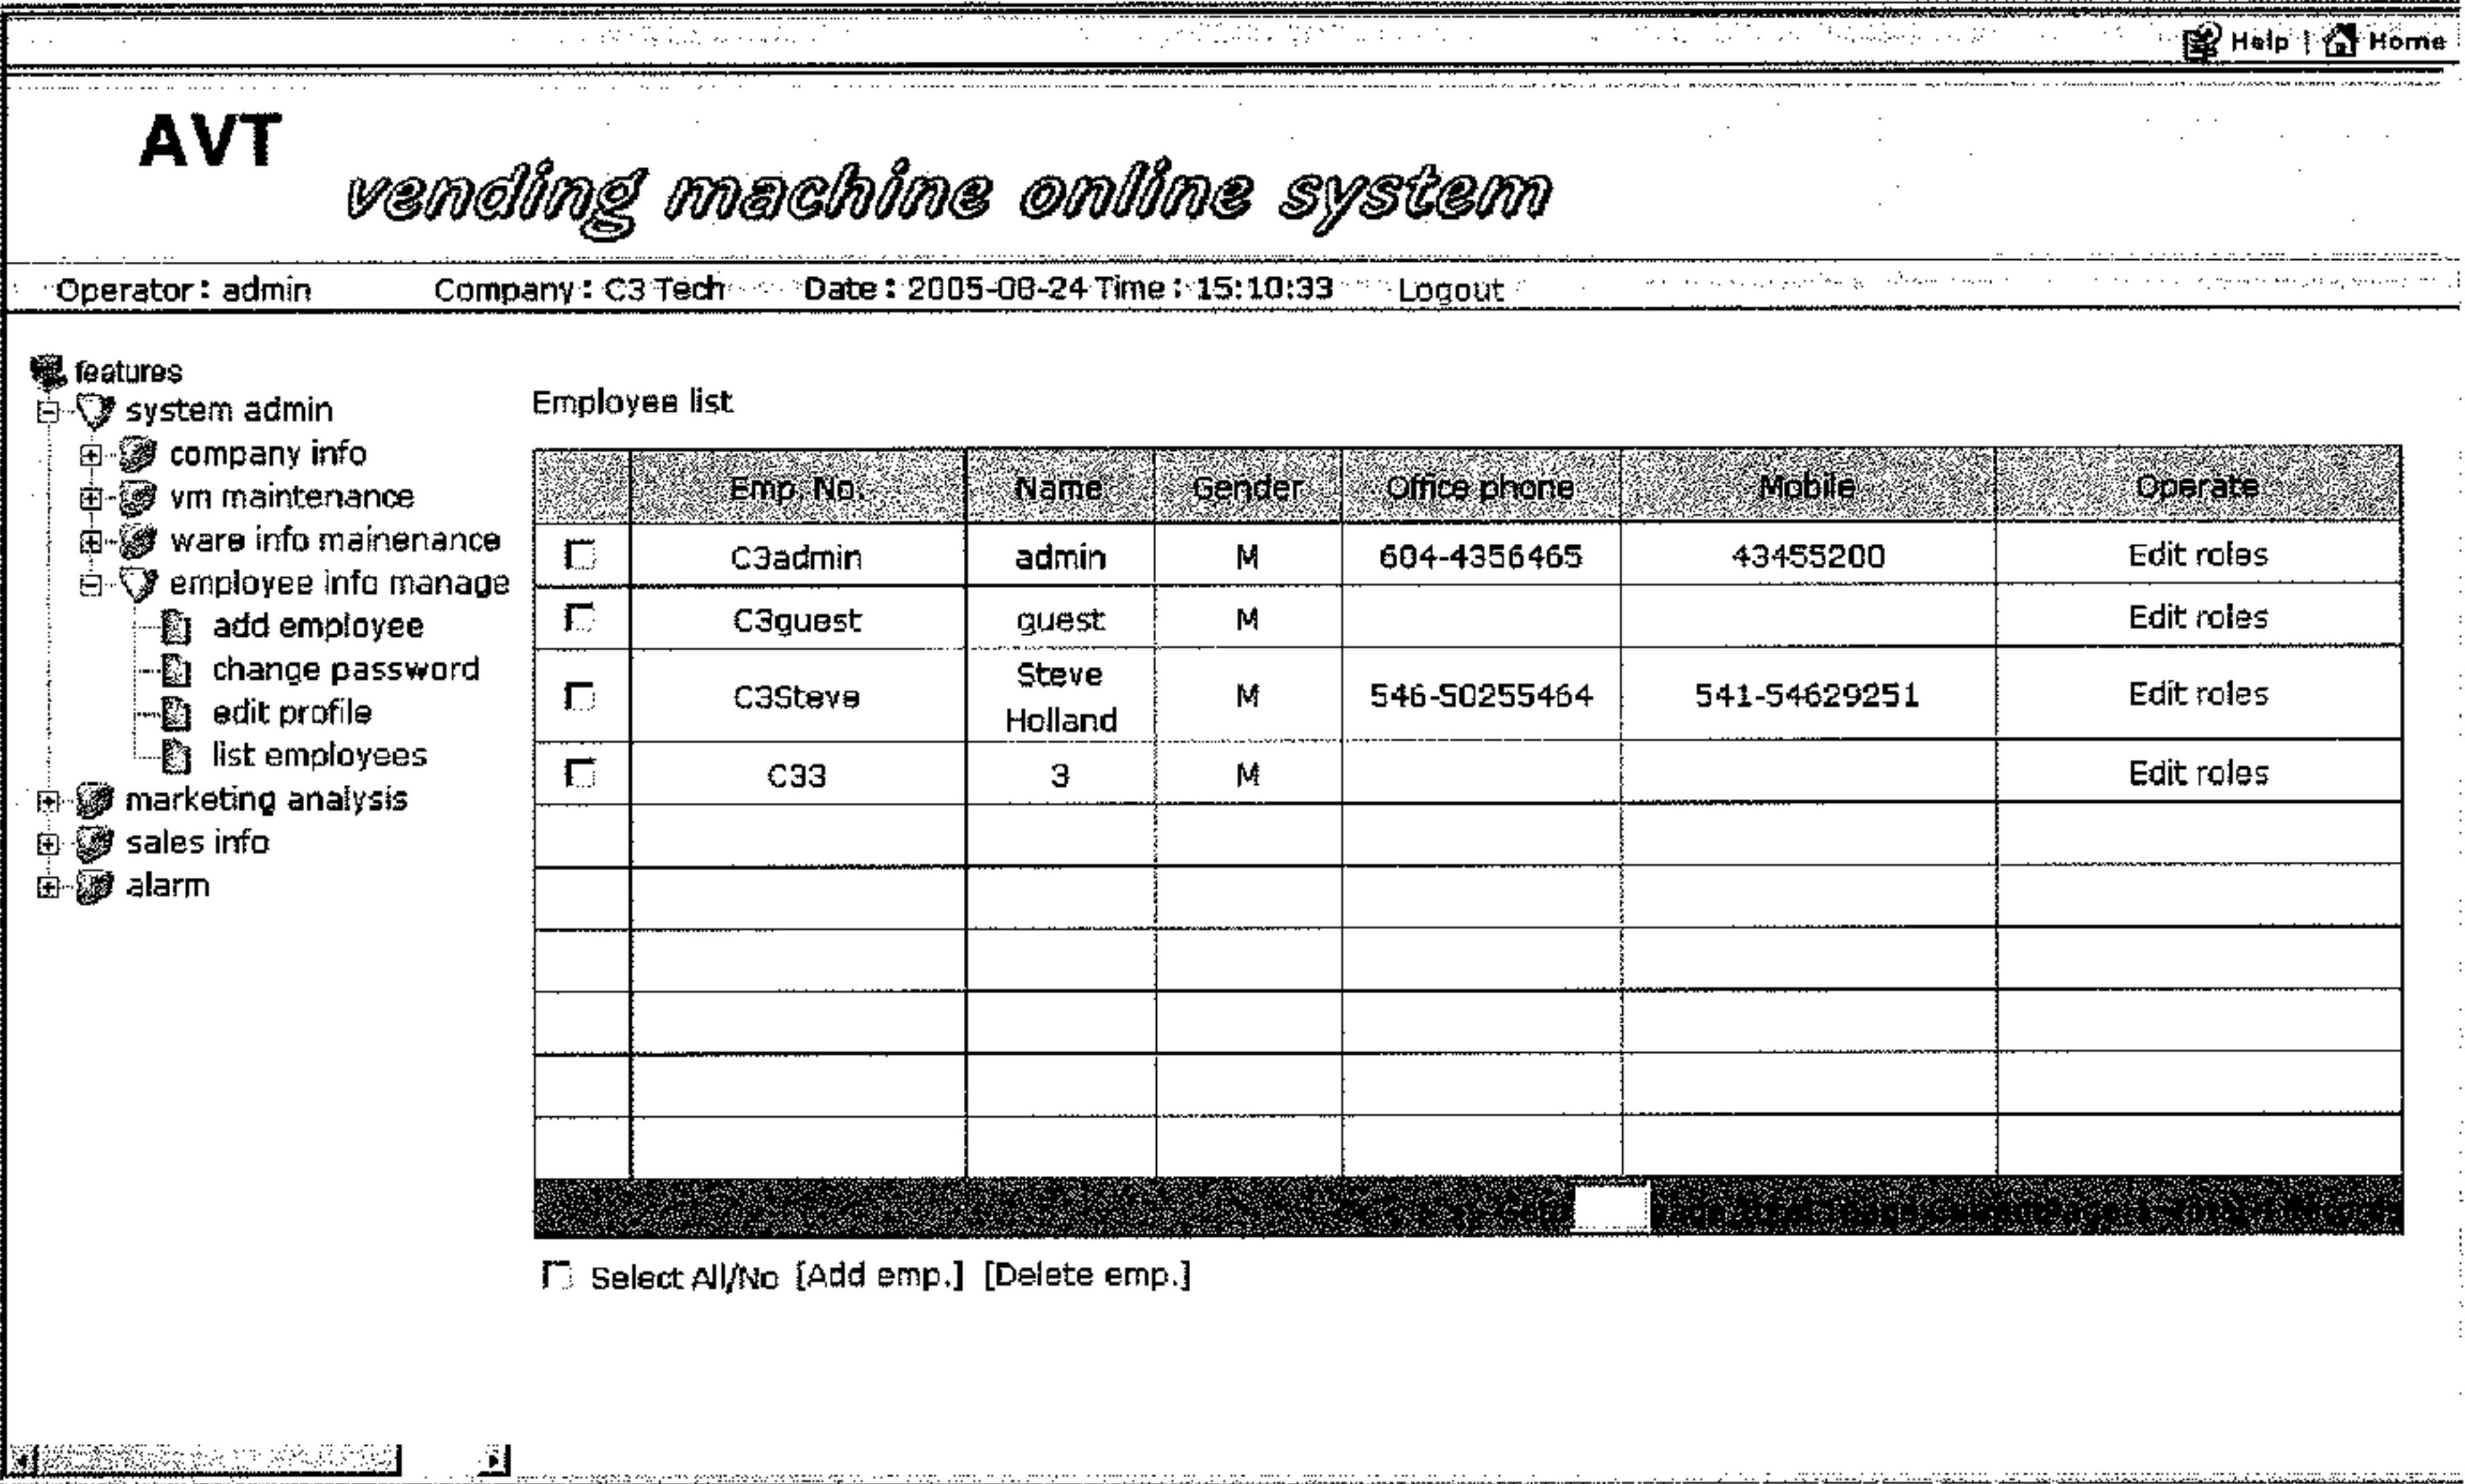 Help | Home
AVT
vending machine online system
Operator: admin Company: C3 Tech Date: 2005-08-24 Time: 15:10:33 Logout
features
system admin
company info
vm maintenance
ware info mainenance
employee info manage
add employee
change password
edit profile
list employees
marketing analysis
sales info
alarm
Employee list
Emp. No. Name Gender Office phone Mobile Operate
C3admin admin M 604-4356465 43455200 Edit roles
C3guest guest M Edit roles
C3Steve Steve Holland M 546-50255464 541-54629251 Edit roles
C33 3 M Edit roles
Select All/No [Add emp.] [Delete emp.]